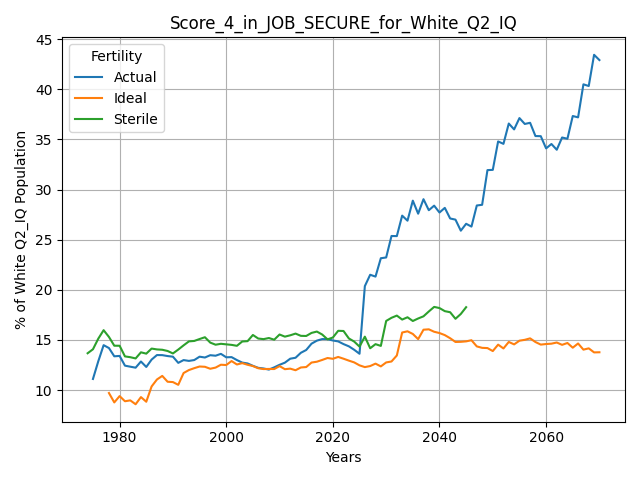 Score_4_in_JOB_SECURE_for_White_Q2_IQ
Fertility
Actual
Ideal
Sterile
% of White Q2_IQ Population
45
40
35
30
25
20
15
10
1980 2000 2020 2040 2060
Years